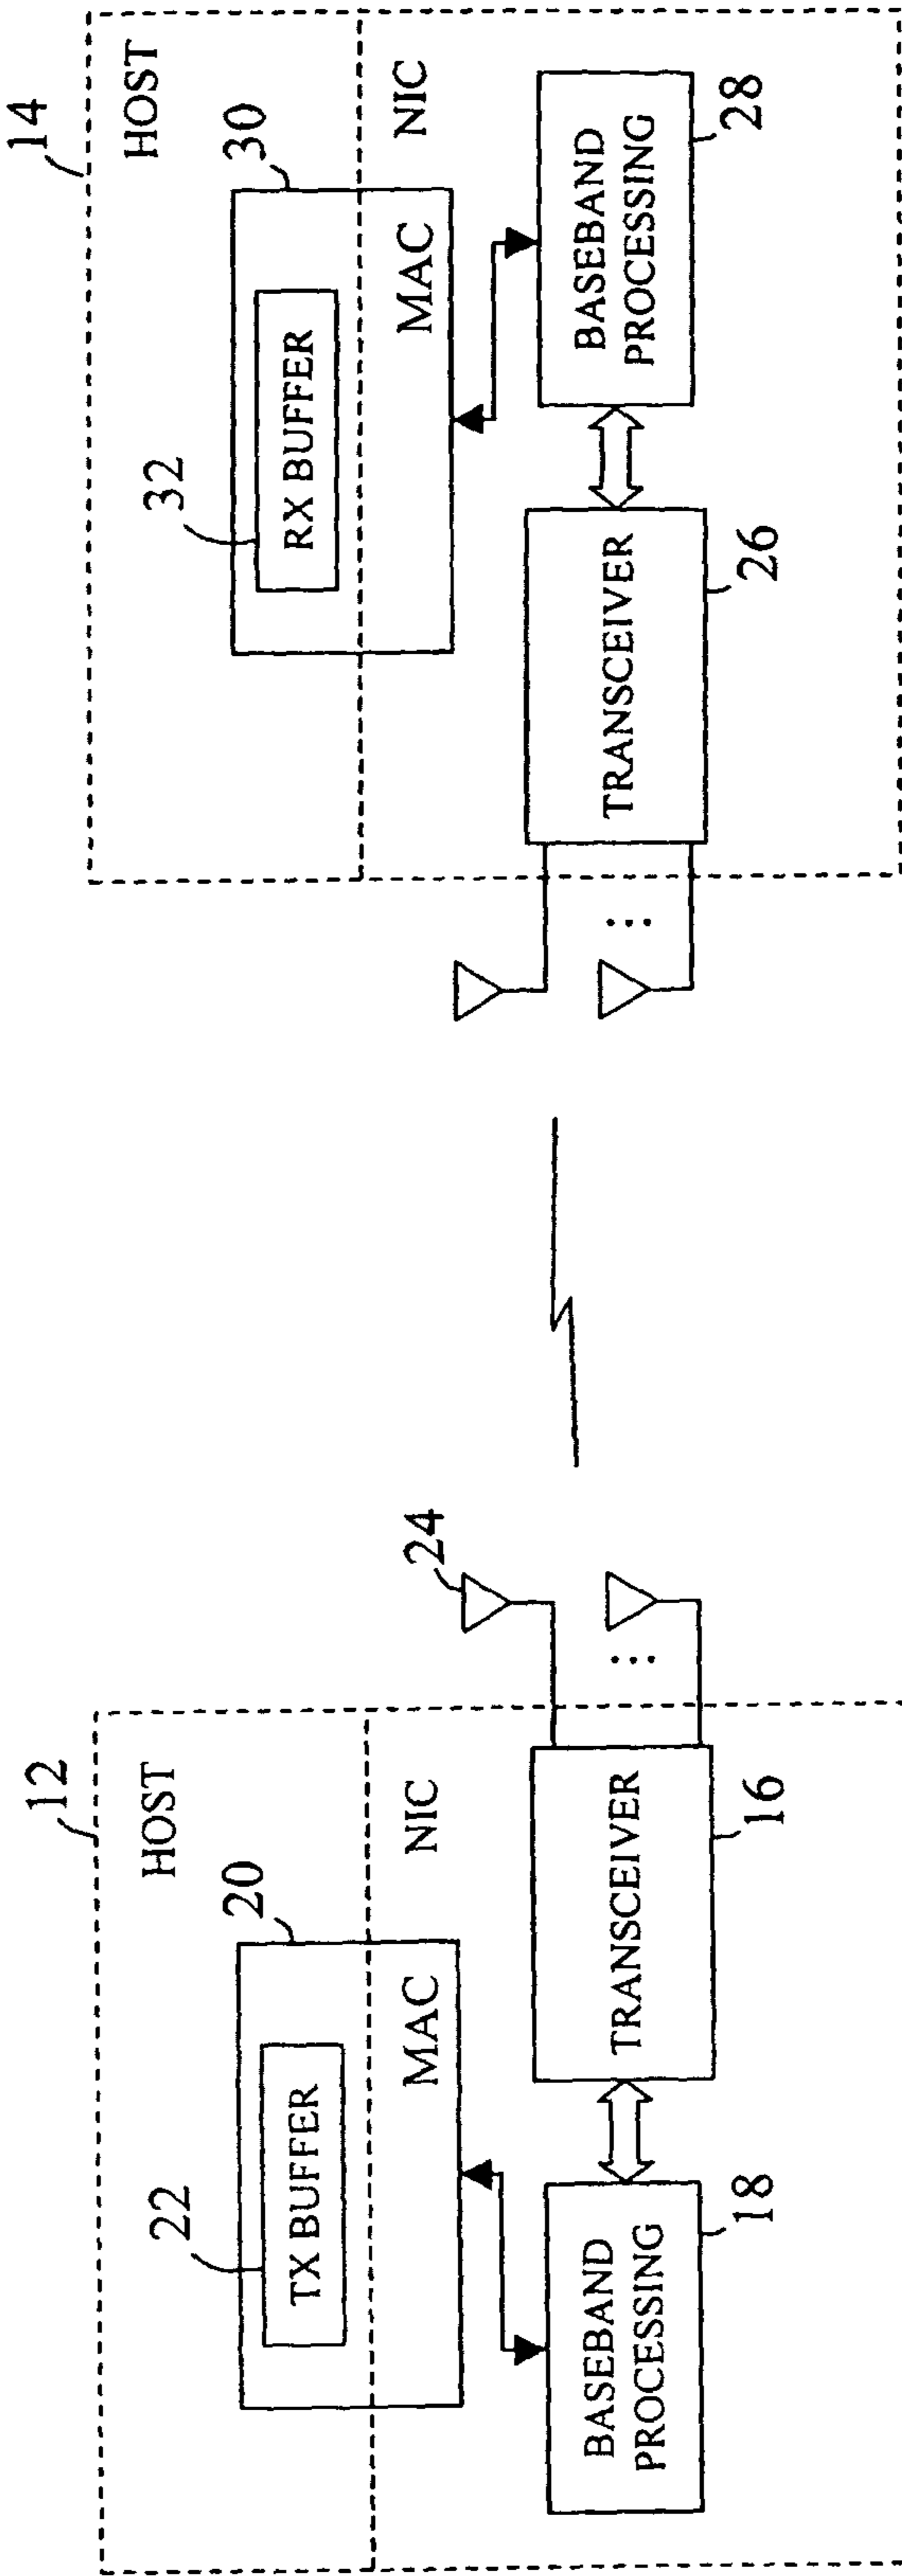 12
HOST
20
22
TX BUFFER
MAC
NIC
BASEBAND
PROCESSING
18
TRANSCEIVER
16
24
...
14
HOST
30
32
RX BUFFER
MAC
NIC
...
TRANSCEIVER
26
BASEBAND
PROCESSING
28